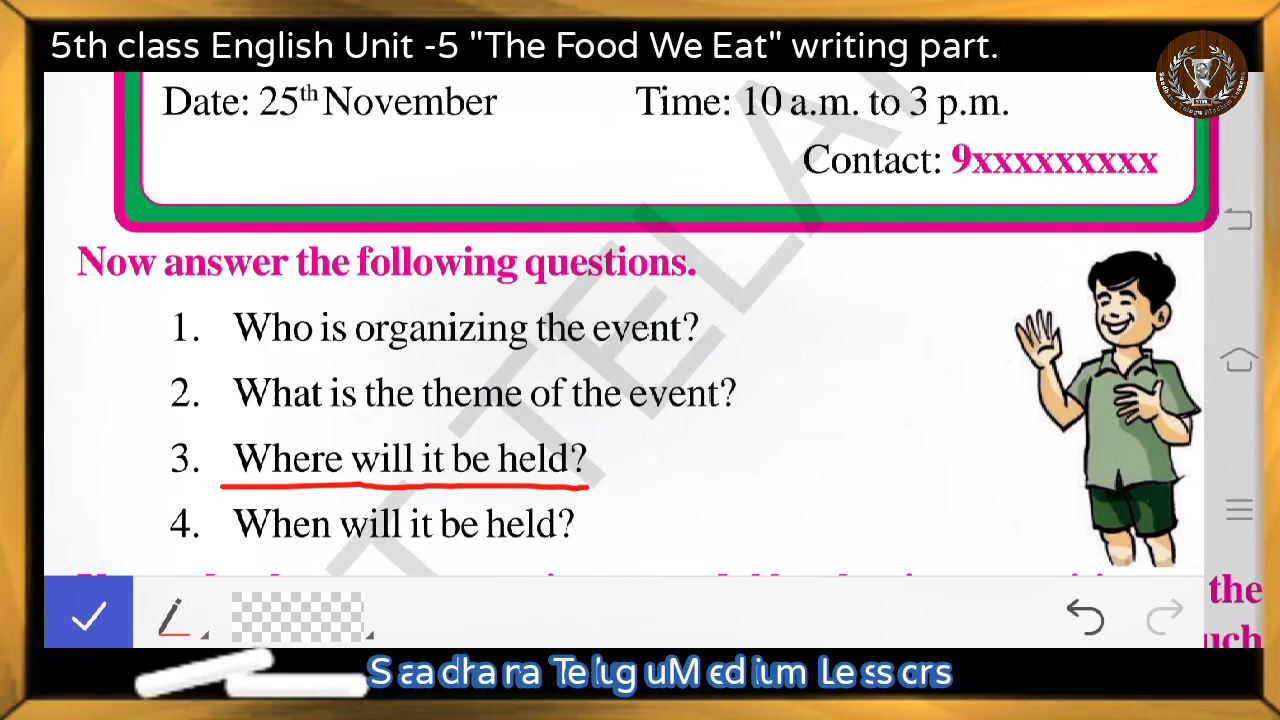 5th class English Unit -5 "The Food We Eat" writing part.
Date: 25th November Time: 10 a.m. to 3 p.m.
Contact: 9xxxxxxxxx
Now answer the following questions.
1. Who is organizing the event?
2. What is the theme of the event?
3. Where will it be held?
4. When will it be held?
the
uch